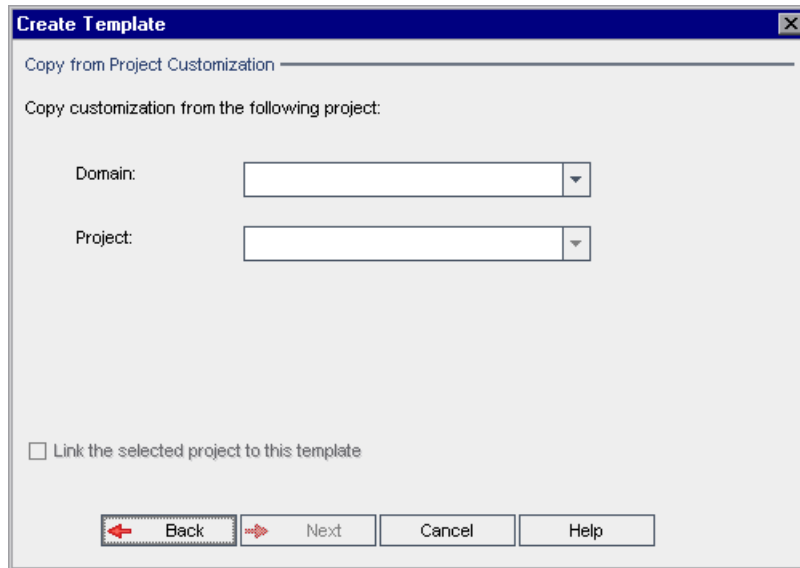 Create Template
Copy from Project Customization
Copy customization from the following project:
Domain:
Project:
Link the selected project to this template
Back Next Cancel Help